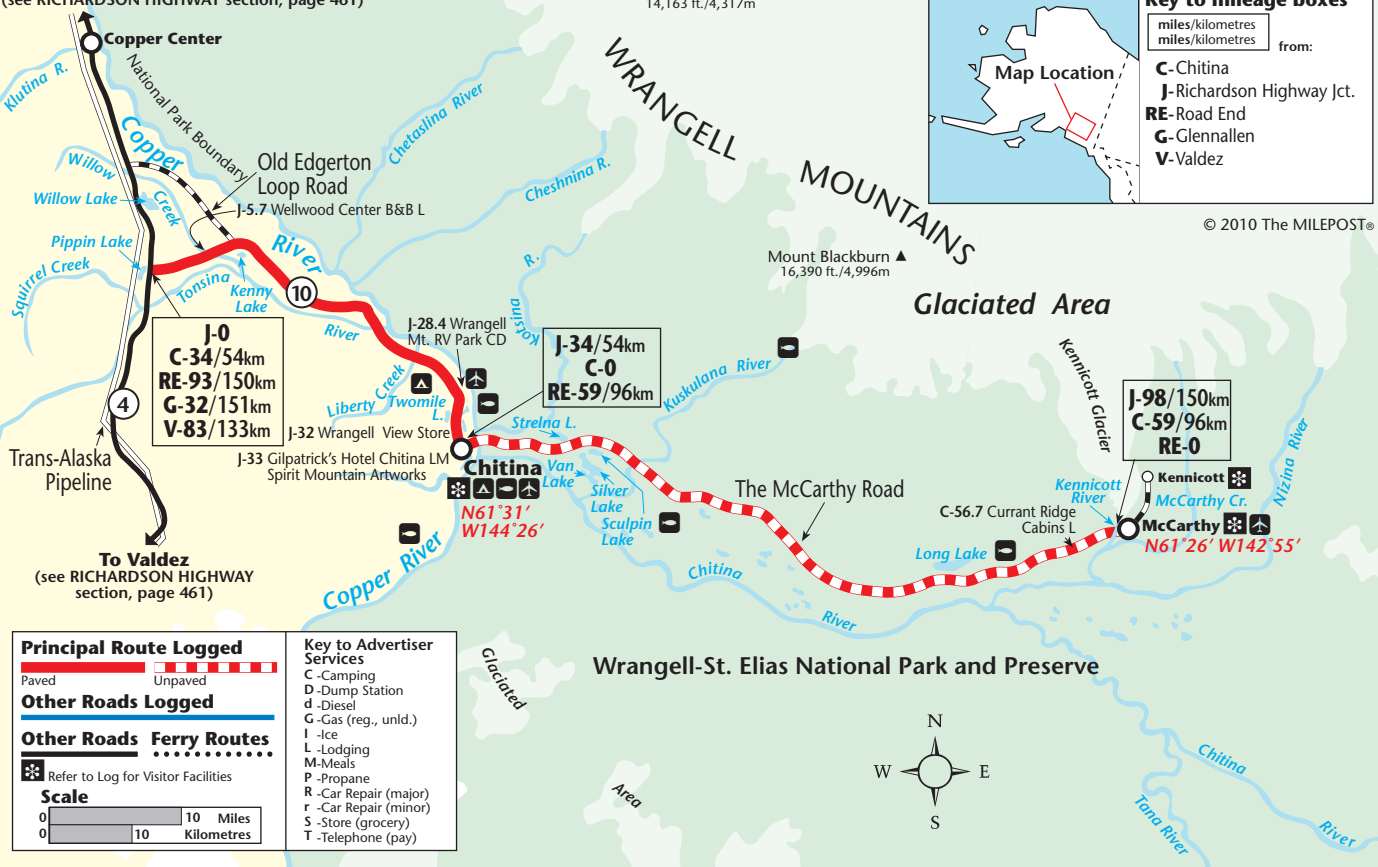 (see RICHARDSON HIGHWAY section, page 461)
14,163 ft./4,317m
Key to mileage boxes
miles/kilometres
miles/kilometres
from:
C-Chitina
J-Richardson Highway Jct.
RE-Road End
G-Glennallen
V-Valdez
Map Location
© 2010 The MILEPOST®
Copper Center
Klutina R.
National Park Boundary
Copper
River
Chetaslina River
Cheshnina R.
WRANGELL
MOUNTAINS
Willow
Creek
Old Edgerton
Loop Road
Willow Lake
J-5.7 Wellwood Center B&B L
Pippin Lake
Squirrel Creek
Tonsina
River
Kenny
Lake
10
Kotsina
R.
Mount Blackburn
16,390 ft./4,996m
Glaciated Area
J-0
C-34/54km
RE-93/150km
G-32/151km
V-83/133km
J-28.4 Wrangell
Mt. RV Park CD
J-34/54km
C-0
RE-59/96km
Kuskulana River
Kennicott Glacier
J-98/150km
C-59/96km
RE-0
4
Liberty Creek
Twomile
L.
J-32 Wrangell View Store
J-33 Gilpatrick's Hotel Chitina LM
Spirit Mountain Artworks
Strelna L.
Trans-Alaska
Pipeline
Chitina
N61°31′
W144°26′
Van
Lake
Silver
Lake
Sculpin
Lake
The McCarthy Road
Kennicott
River
Kennicott
McCarthy Cr.
Nizina River
C-56.7 Currant Ridge
Cabins L
McCarthy
N61°26′ W142°55′
Long Lake
To Valdez
(see RICHARDSON HIGHWAY
section, page 461)
Copper River
Chitina
River
Principal Route Logged
Paved
Unpaved
Other Roads Logged
Other Roads
Ferry Routes
Refer to Log for Visitor Facilities
Scale
0
10 Miles
0
10 Kilometres
Key to Advertiser
Services
C -Camping
D -Dump Station
d -Diesel
G -Gas (reg., unld.)
I -Ice
L -Lodging
M -Meals
P -Propane
R -Car Repair (major)
r -Car Repair (minor)
S -Store (grocery)
T -Telephone (pay)
Glaciated
Area
Wrangell-St. Elias National Park and Preserve
N
W
E
S
Chitina
River
Tana River